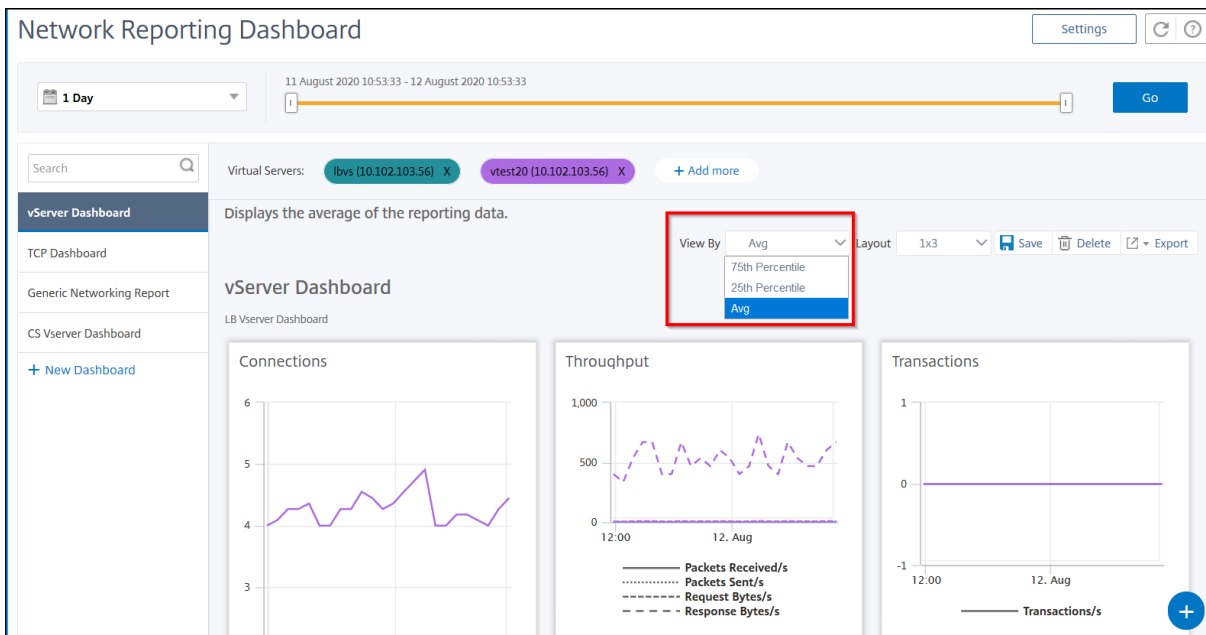 Network Reporting Dashboard
Settings
1 Day
11 August 2020 10:53:33 - 12 August 2020 10:53:33
Go
Search
vServer Dashboard
TCP Dashboard
Generic Networking Report
CS Vserver Dashboard
+ New Dashboard
Virtual Servers: lbvs (10.102.103.56) X vtest20 (10.102.103.56) X + Add more
Displays the average of the reporting data.
View By Avg Layout 1x3 Save Delete Export
75th Percentile
25th Percentile
Avg
vServer Dashboard
LB Vserver Dashboard
Connections
6
5
4
3
Throughput
1,000
500
0
12:00 12. Aug
Packets Received/s
Packets Sent/s
Request Bytes/s
Response Bytes/s
Transactions
1
0
-1
12:00 12. Aug
Transactions/s
+